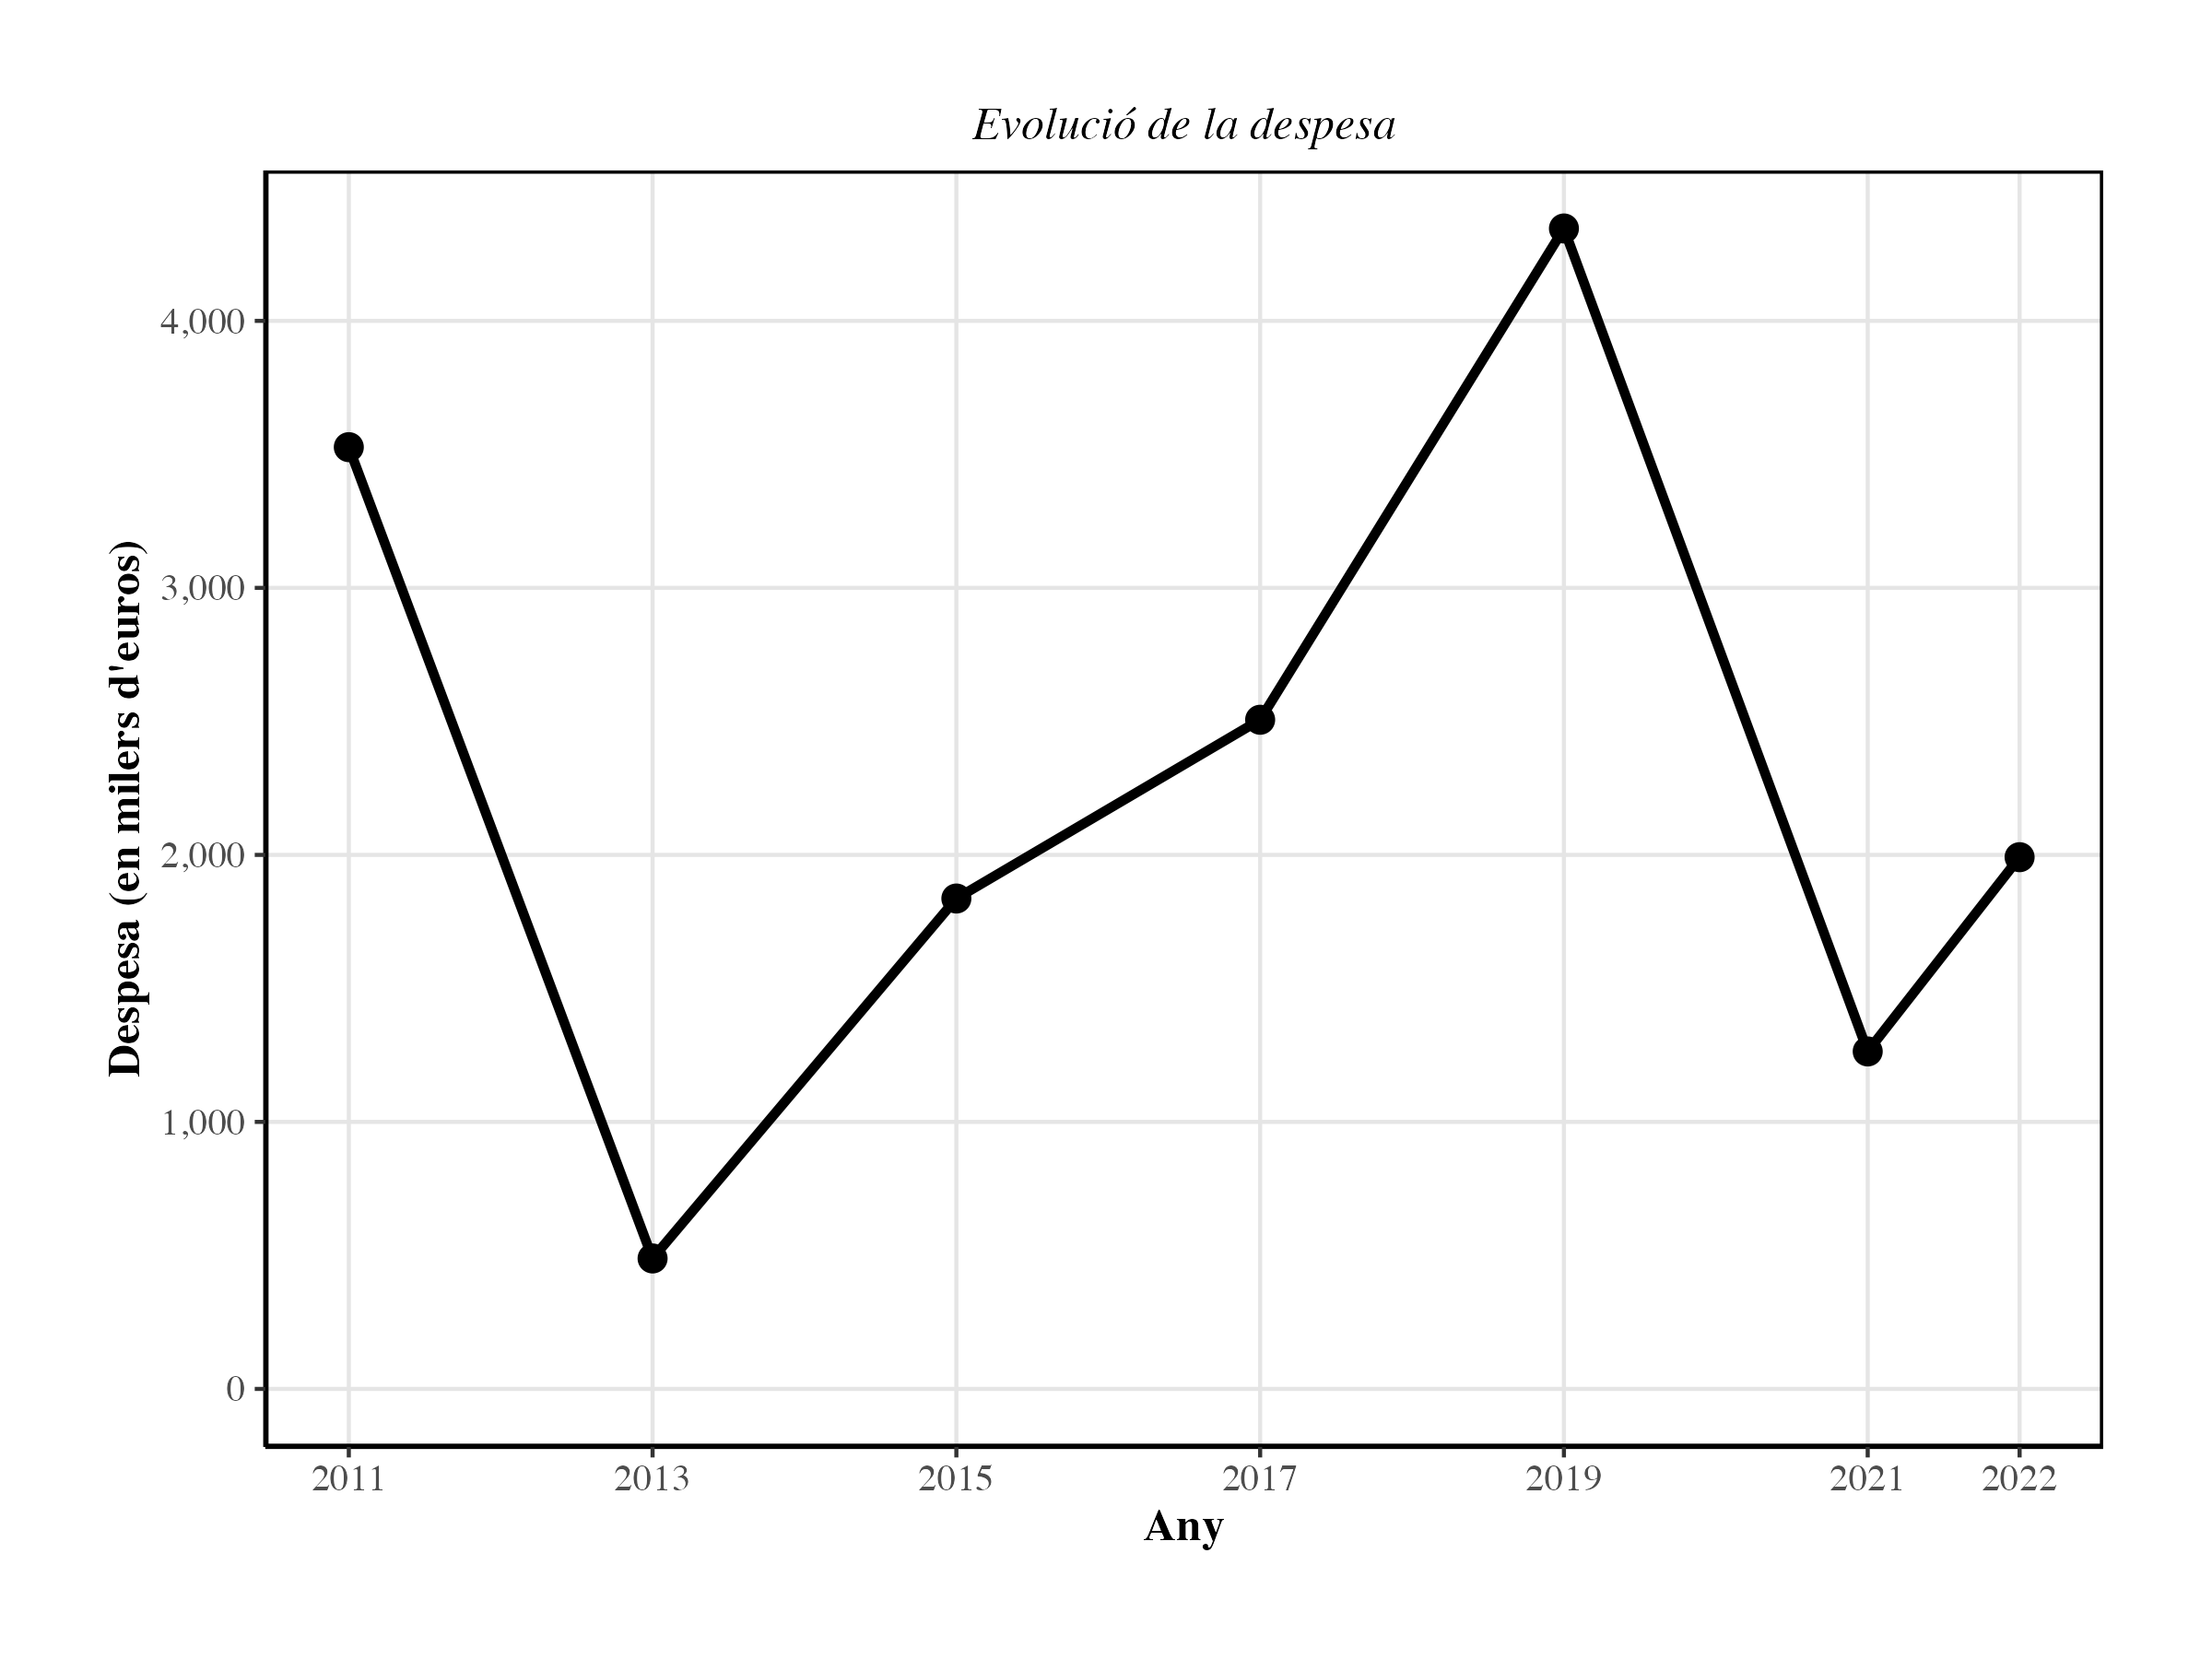 Evolució de la despesa
Despesa (en milers d'euros)
4,000
3,000
2,000
1,000
0
2011 2013 2015 2017 2019 2021 2022
Any